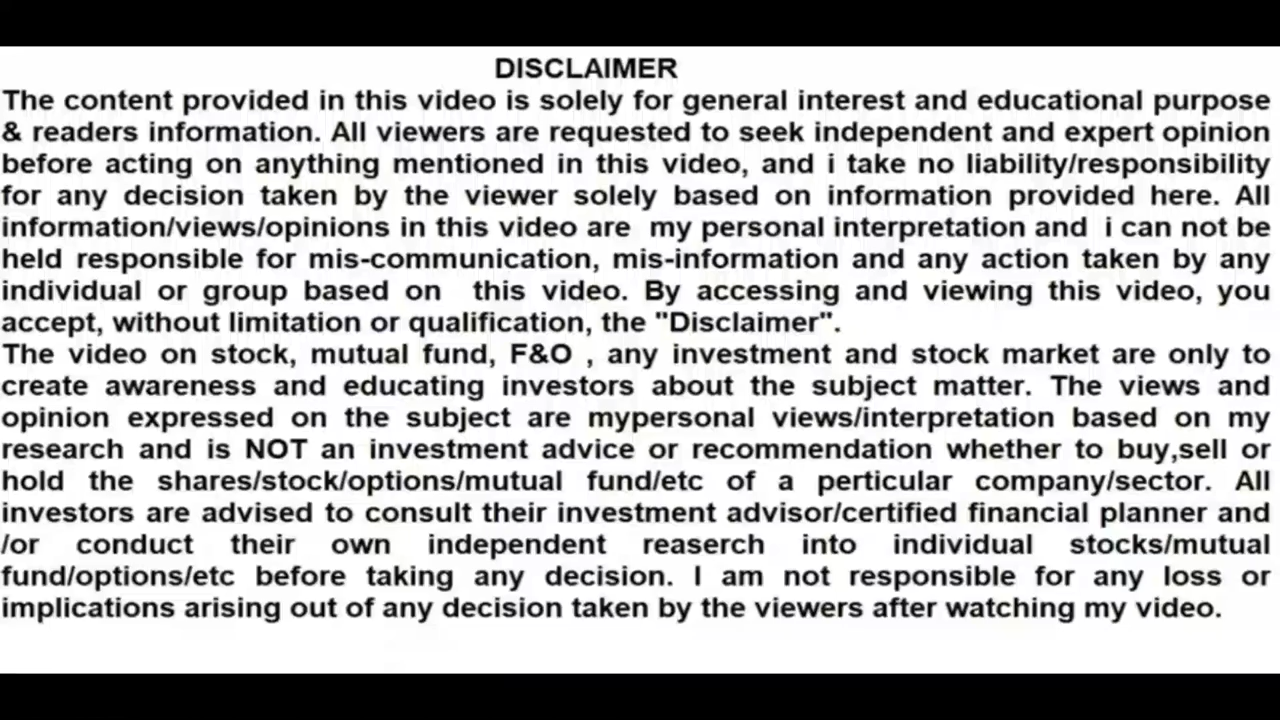 DISCLAIMER
The content provided in this video is solely for general interest and educational purpose
& readers information. All viewers are requested to seek independent and expert opinion
before acting on anything mentioned in this video, and i take no liability/responsibility
for any decision taken by the viewer solely based on information provided here. All
information/views/opinions in this video are my personal interpretation and i can not be
held responsible for mis-communication, mis-information and any action taken by any
individual or group based on this video. By accessing and viewing this video, you
accept, without limitation or qualification, the "Disclaimer".
The video on stock, mutual fund, F&O , any investment and stock market are only to
create awareness and educating investors about the subject matter. The views and
opinion expressed on the subject are mypersonal views/interpretation based on my
research and is NOT an investment advice or recommendation whether to buy,sell or
hold the shares/stock/options/mutual fund/etc of a perticular company/sector. All
investors are advised to consult their investment advisor/certified financial planner and
/or conduct their own independent reaserch into individual stocks/mutual
fund/options/etc before taking any decision. I am not responsible for any loss or
implications arising out of any decision taken by the viewers after watching my video.